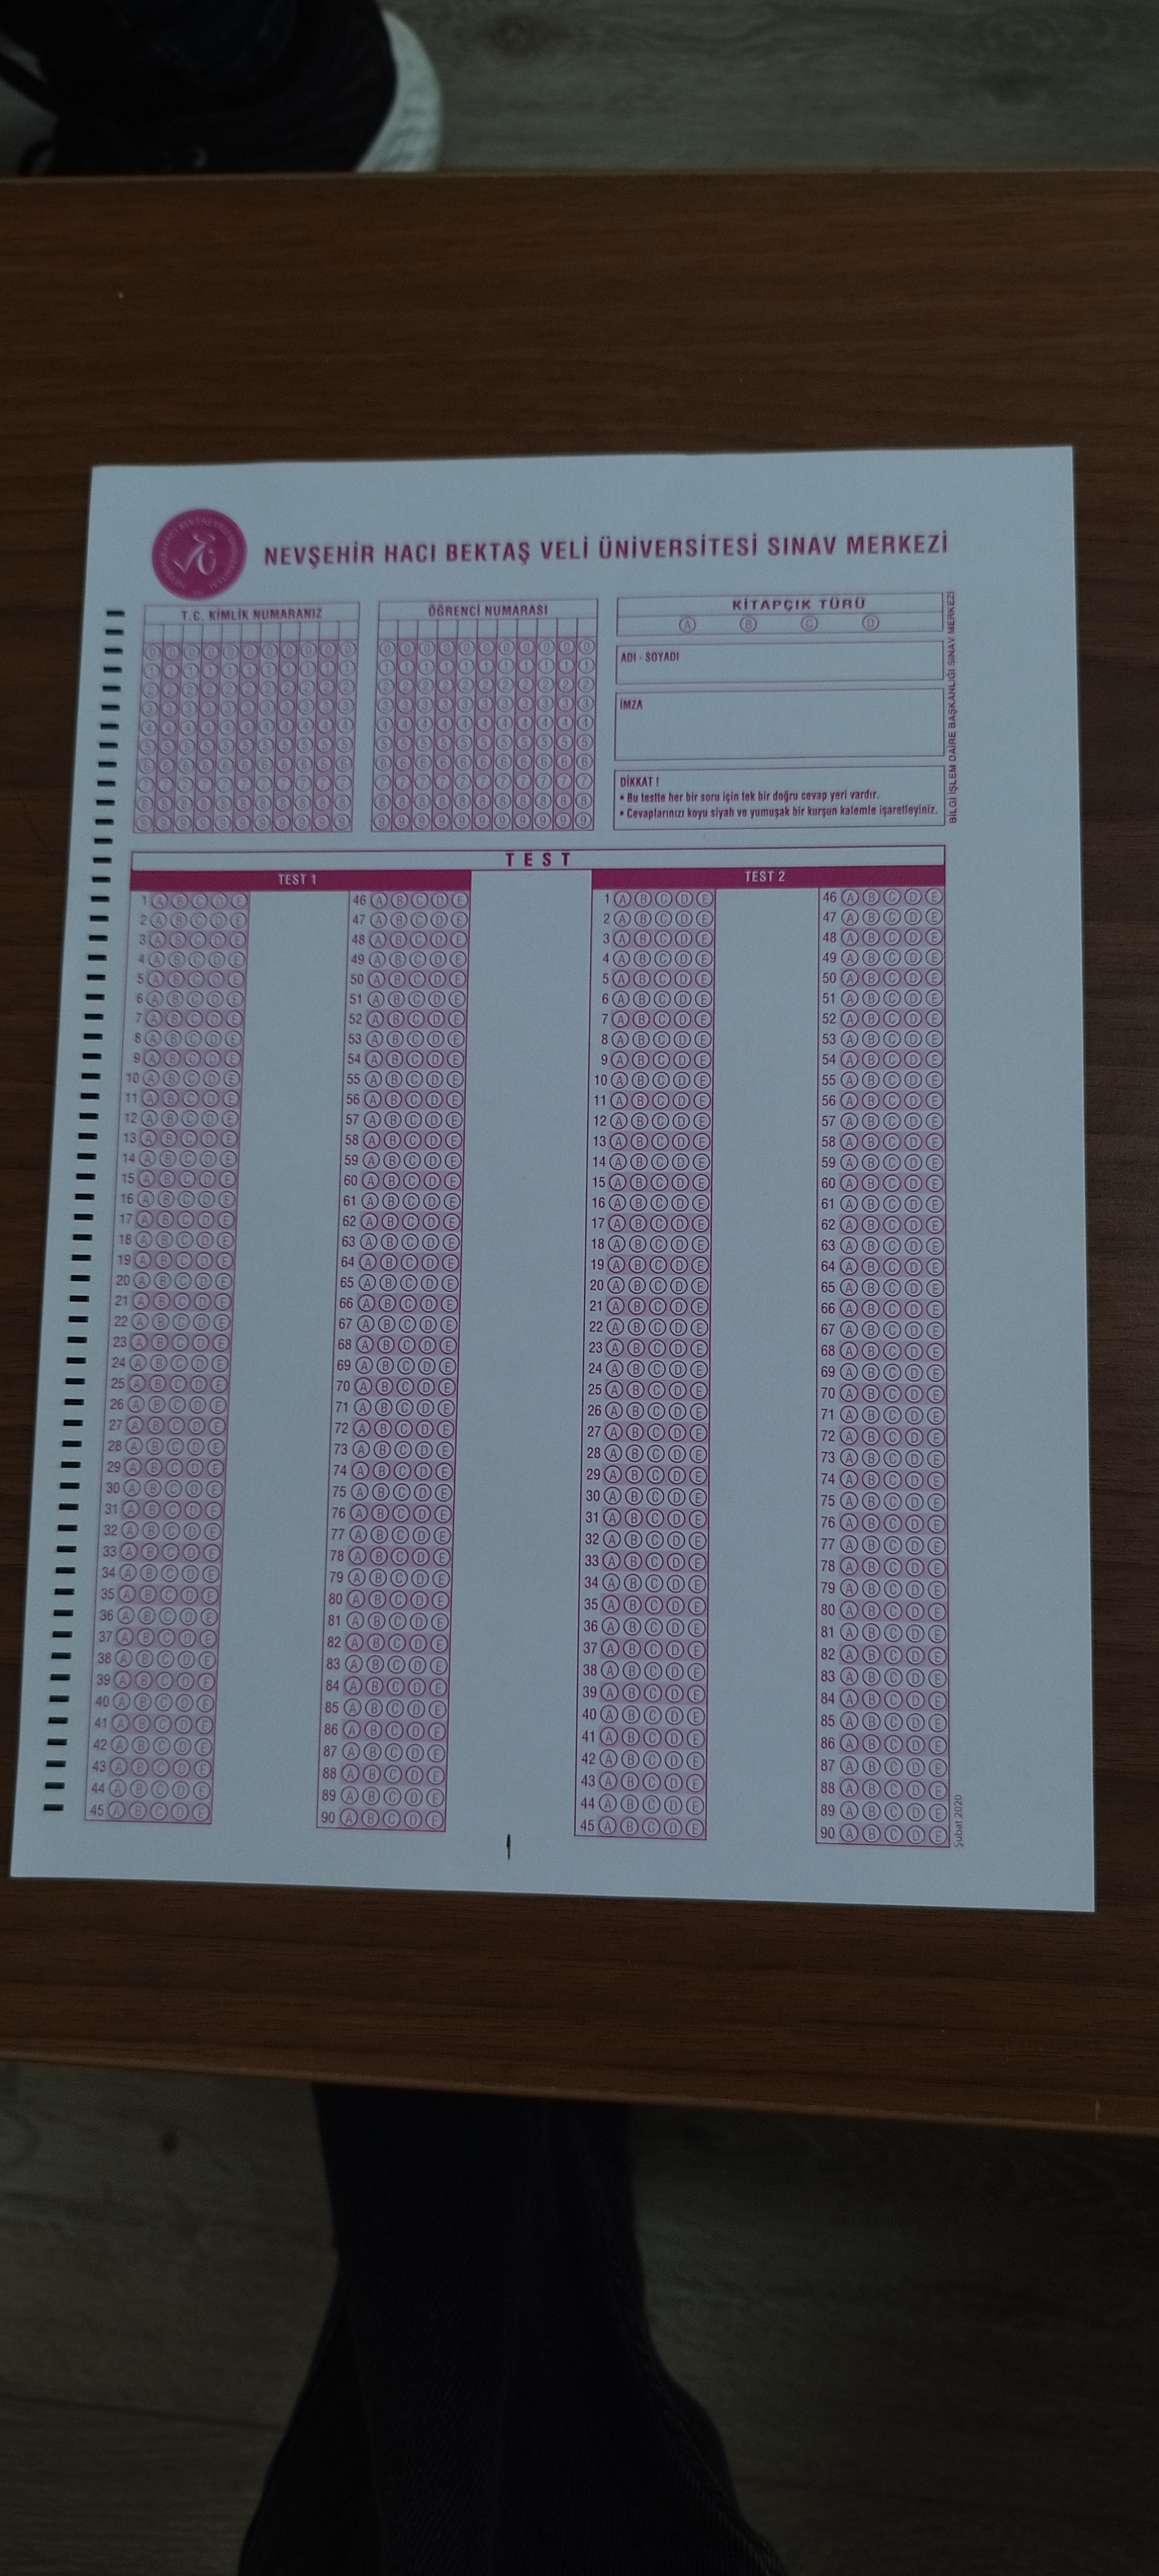 NEVŞEHİR HACI BEKTAŞ VELİ ÜNİVERSİTESİ SINAV MERKEZİ
T.C. KİMLİK NUMARANIZ
0 0 0 0 0 0 0 0 0 0 0
1 1 1 1 1 1 1 1 1 1 1
2 2 2 2 2 2 2 2 2 2 2
3 3 3 3 3 3 3 3 3 3 3
4 4 4 4 4 4 4 4 4 4 4
5 5 5 5 5 5 5 5 5 5 5
6 6 6 6 6 6 6 6 6 6 6
7 7 7 7 7 7 7 7 7 7 7
8 8 8 8 8 8 8 8 8 8 8
9 9 9 9 9 9 9 9 9 9 9
ÖĞRENCİ NUMARASI
0 0 0 0 0 0 0 0 0 0 0
1 1 1 1 1 1 1 1 1 1 1
2 2 2 2 2 2 2 2 2 2 2
3 3 3 3 3 3 3 3 3 3 3
4 4 4 4 4 4 4 4 4 4 4
5 5 5 5 5 5 5 5 5 5 5
6 6 6 6 6 6 6 6 6 6 6
7 7 7 7 7 7 7 7 7 7 7
8 8 8 8 8 8 8 8 8 8 8
9 9 9 9 9 9 9 9 9 9 9
KİTAPÇIK TÜRÜ
A B C D
ADI - SOYADI
İMZA
DİKKAT !
• Bu testte her bir soru için tek bir doğru cevap yeri vardır.
• Cevaplarınızı koyu siyah ve yumuşak bir kurşun kalemle işaretleyiniz.
BİLGİ İŞLEM DAİRE BAŞKANLIĞI SINAV MERKEZİ
TEST
TEST 1
1 A B C D E
2 A B C D E
3 A B C D E
4 A B C D E
5 A B C D E
6 A B C D E
7 A B C D E
8 A B C D E
9 A B C D E
10 A B C D E
11 A B C D E
12 A B C D E
13 A B C D E
14 A B C D E
15 A B C D E
16 A B C D E
17 A B C D E
18 A B C D E
19 A B C D E
20 A B C D E
21 A B C D E
22 A B C D E
23 A B C D E
24 A B C D E
25 A B C D E
26 A B C D E
27 A B C D E
28 A B C D E
29 A B C D E
30 A B C D E
31 A B C D E
32 A B C D E
33 A B C D E
34 A B C D E
35 A B C D E
36 A B C D E
37 A B C D E
38 A B C D E
39 A B C D E
40 A B C D E
41 A B C D E
42 A B C D E
43 A B C D E
44 A B C D E
45 A B C D E
46 A B C D E
47 A B C D E
48 A B C D E
49 A B C D E
50 A B C D E
51 A B C D E
52 A B C D E
53 A B C D E
54 A B C D E
55 A B C D E
56 A B C D E
57 A B C D E
58 A B C D E
59 A B C D E
60 A B C D E
61 A B C D E
62 A B C D E
63 A B C D E
64 A B C D E
65 A B C D E
66 A B C D E
67 A B C D E
68 A B C D E
69 A B C D E
70 A B C D E
71 A B C D E
72 A B C D E
73 A B C D E
74 A B C D E
75 A B C D E
76 A B C D E
77 A B C D E
78 A B C D E
79 A B C D E
80 A B C D E
81 A B C D E
82 A B C D E
83 A B C D E
84 A B C D E
85 A B C D E
86 A B C D E
87 A B C D E
88 A B C D E
89 A B C D E
90 A B C D E
TEST 2
1 A B C D E
2 A B C D E
3 A B C D E
4 A B C D E
5 A B C D E
6 A B C D E
7 A B C D E
8 A B C D E
9 A B C D E
10 A B C D E
11 A B C D E
12 A B C D E
13 A B C D E
14 A B C D E
15 A B C D E
16 A B C D E
17 A B C D E
18 A B C D E
19 A B C D E
20 A B C D E
21 A B C D E
22 A B C D E
23 A B C D E
24 A B C D E
25 A B C D E
26 A B C D E
27 A B C D E
28 A B C D E
29 A B C D E
30 A B C D E
31 A B C D E
32 A B C D E
33 A B C D E
34 A B C D E
35 A B C D E
36 A B C D E
37 A B C D E
38 A B C D E
39 A B C D E
40 A B C D E
41 A B C D E
42 A B C D E
43 A B C D E
44 A B C D E
45 A B C D E
46 A B C D E
47 A B C D E
48 A B C D E
49 A B C D E
50 A B C D E
51 A B C D E
52 A B C D E
53 A B C D E
54 A B C D E
55 A B C D E
56 A B C D E
57 A B C D E
58 A B C D E
59 A B C D E
60 A B C D E
61 A B C D E
62 A B C D E
63 A B C D E
64 A B C D E
65 A B C D E
66 A B C D E
67 A B C D E
68 A B C D E
69 A B C D E
70 A B C D E
71 A B C D E
72 A B C D E
73 A B C D E
74 A B C D E
75 A B C D E
76 A B C D E
77 A B C D E
78 A B C D E
79 A B C D E
80 A B C D E
81 A B C D E
82 A B C D E
83 A B C D E
84 A B C D E
85 A B C D E
86 A B C D E
87 A B C D E
88 A B C D E
89 A B C D E
90 A B C D E
Şubat 2020